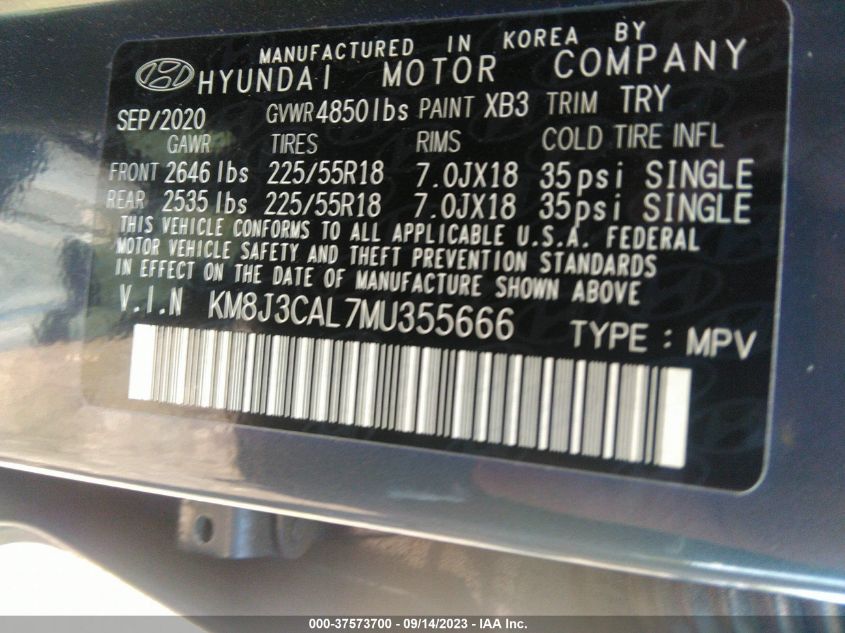 MANUFACTURED IN KOREA BY
HYUNDAI MOTOR COMPANY
SEP/2020 GVWR 4850lbs PAINT XB3 TRIM TRY
GAWR TIRES RIMS COLD TIRE INFL
FRONT 2646 lbs 225/55R18 7.0JX18 35psi SINGLE
REAR 2535 lbs 225/55R18 7.0JX18 35psi SINGLE
THIS VEHICLE CONFORMS TO ALL APPLICABLE U.S.A. FEDERAL
MOTOR VEHICLE SAFETY AND THEFT PREVENTION STANDARDS
IN EFFECT ON THE DATE OF MANUFACTURE SHOWN ABOVE
V.I.N KM8J3CAL7MU355666 TYPE : MPV
000-37573700 - 09/14/2023 - IAA Inc.